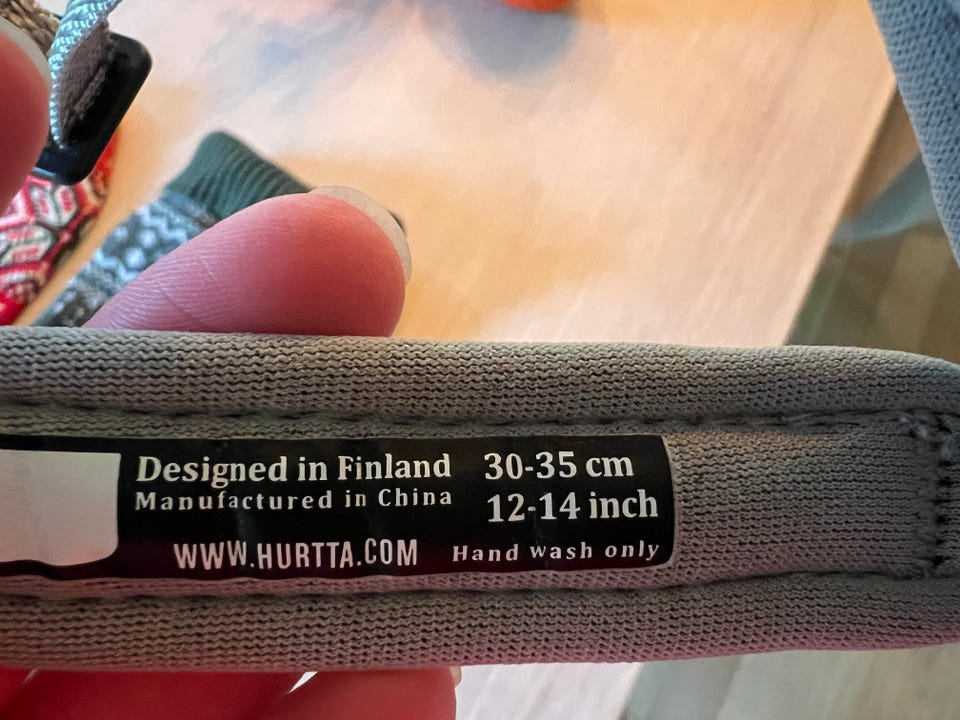 Designed in Finland
Manufactured in China
WWW.HURTTA.COM
30-35 cm
12-14 inch
Hand wash only